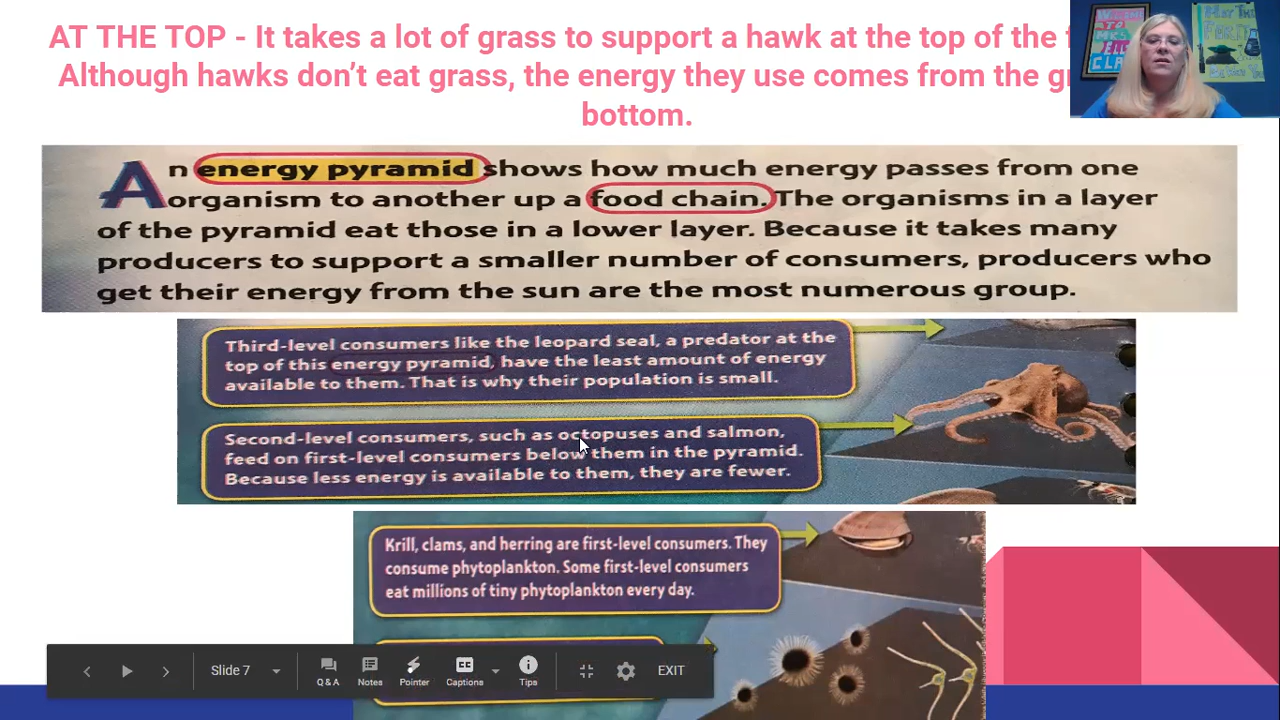 AT THE TOP - It takes a lot of grass to support a hawk at the top of the
Although hawks don't eat grass, the energy they use comes from the
bottom.
An energy pyramid shows how much energy passes from one
organism to another up a food chain. The organisms in a layer
of the pyramid eat those in a lower layer. Because it takes many
producers to support a smaller number of consumers, producers who
get their energy from the sun are the most numerous group.
Third-level consumers like the leopard seal, a predator at the
top of this energy pyramid, have the least amount of energy
available to them. That is why their population is small.
Second-level consumers, such as octopuses and salmon,
feed on first-level consumers below them in the pyramid.
Because less energy is available to them, they are fewer.
Krill, clams, and herring are first-level consumers. They
consume phytoplankton. Some first-level consumers
eat millions of tiny phytoplankton every day.
Slide 7
Q&A
Notes
Pointer
CC
Captions
Tips
EXIT